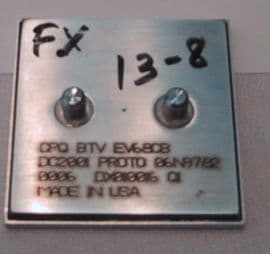 FX
13-8
CPQ BTV EV68CB
DC2001 PROTO 06N9782
0006 DX010016 QI
MADE IN USA